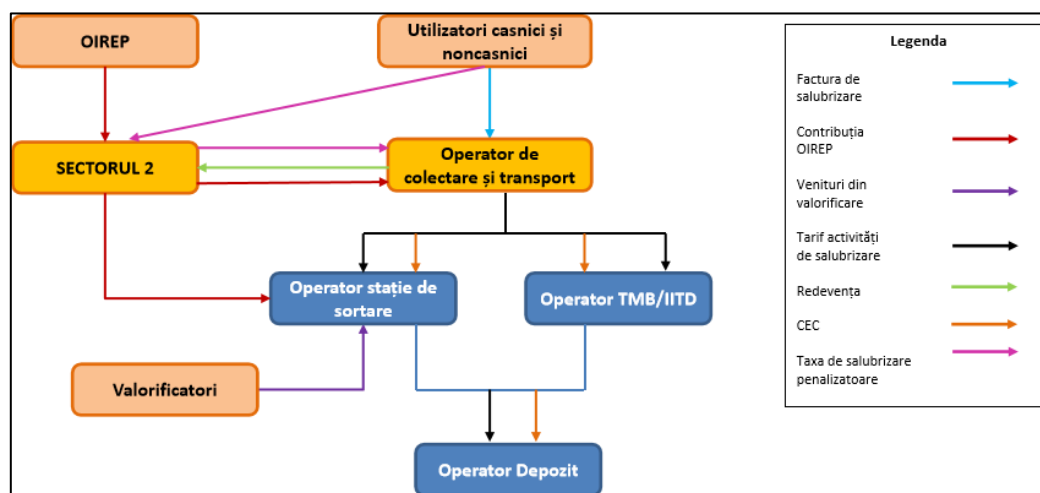 OIREP
Utilizatori casnici și
noncasnici
SECTORUL 2
Operator de
colectare și transport
Operator stație de
sortare
Operator TMB/IITD
Valorificatori
Operator Depozit
Legenda
Factura de
salubrizare
Contribuția
OIREP
Venituri din
valorificare
Tarif activități
de salubrizare
Redevența
CEC
Taxa de salubrizare
penalizatoare